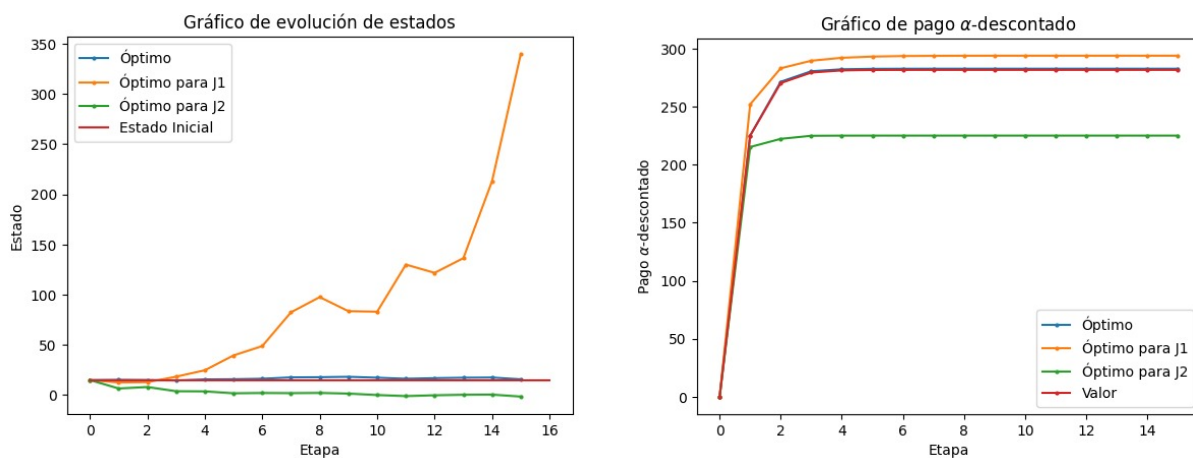 Gráfico de evolución de estados
350
300
250
200
150
100
50
0
Estado
Óptimo
Óptimo para J1
Óptimo para J2
Estado Inicial
0 2 4 6 8 10 12 14 16
Etapa
Gráfico de pago α-descontado
300
250
200
150
100
50
0
Pago α-descontado
Óptimo
Óptimo para J1
Óptimo para J2
Valor
0 2 4 6 8 10 12 14
Etapa